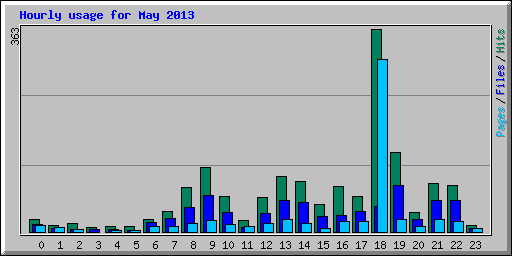 Hourly usage for May 2013
363
Pages/Files/Hits
0 1 2 3 4 5 6 7 8 9 10 11 12 13 14 15 16 17 18 19 20 21 22 23